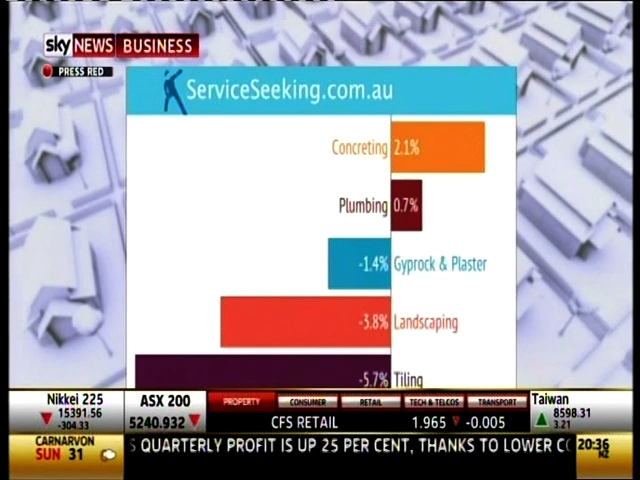 sky NEWS BUSINESS
PRESS RED
ServiceSeeking.com.au
Concreting 2.1%
Plumbing 0.7%
-1.4% Gyprock & Plaster
-3.8% Landscaping
-5.7% Tiling
Nikkei 225
15391.56
-304.33
ASX 200
5240.932
PROPERTY CONSUMER RETAIL TECH & TELCOS TRANSPORT
CFS RETAIL 1.965 -0.005
Taiwan
8598.31
3.21
CARNARVON
SUN 31
S QUARTERLY PROFIT IS UP 25 PER CENT, THANKS TO LOWER CO
20:36
NZ